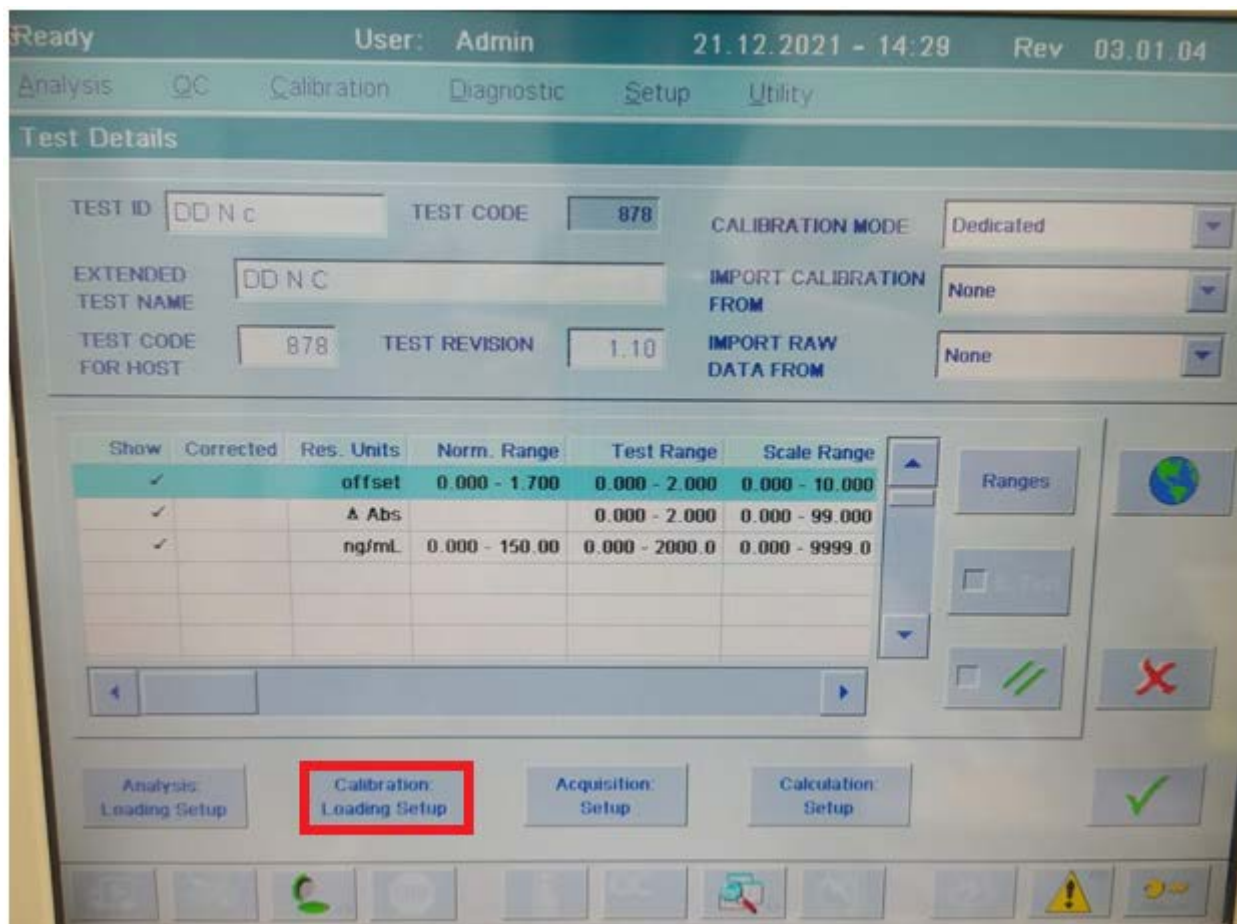 Ready User: Admin 21.12.2021 - 14:29 Rev 03.01.04
Analysis QC Calibration Diagnostic Setup Utility
Test Details
TEST ID DD N c TEST CODE 878 CALIBRATION MODE Dedicated
EXTENDED TEST NAME DD N C IMPORT CALIBRATION FROM None
TEST CODE FOR HOST 878 TEST REVISION 1.10 IMPORT RAW DATA FROM None
Show Corrected Res. Units Norm. Range Test Range Scale Range
offset 0.000 - 1.700 0.000 - 2.000 0.000 - 10.000
Δ Abs 0.000 - 2.000 0.000 - 99.000
ng/mL 0.000 - 150.00 0.000 - 2000.0 0.000 - 9999.0
Ranges
Analysis: Loading Setup
Calibration: Loading Setup
Acquisition: Setup
Calculation: Setup